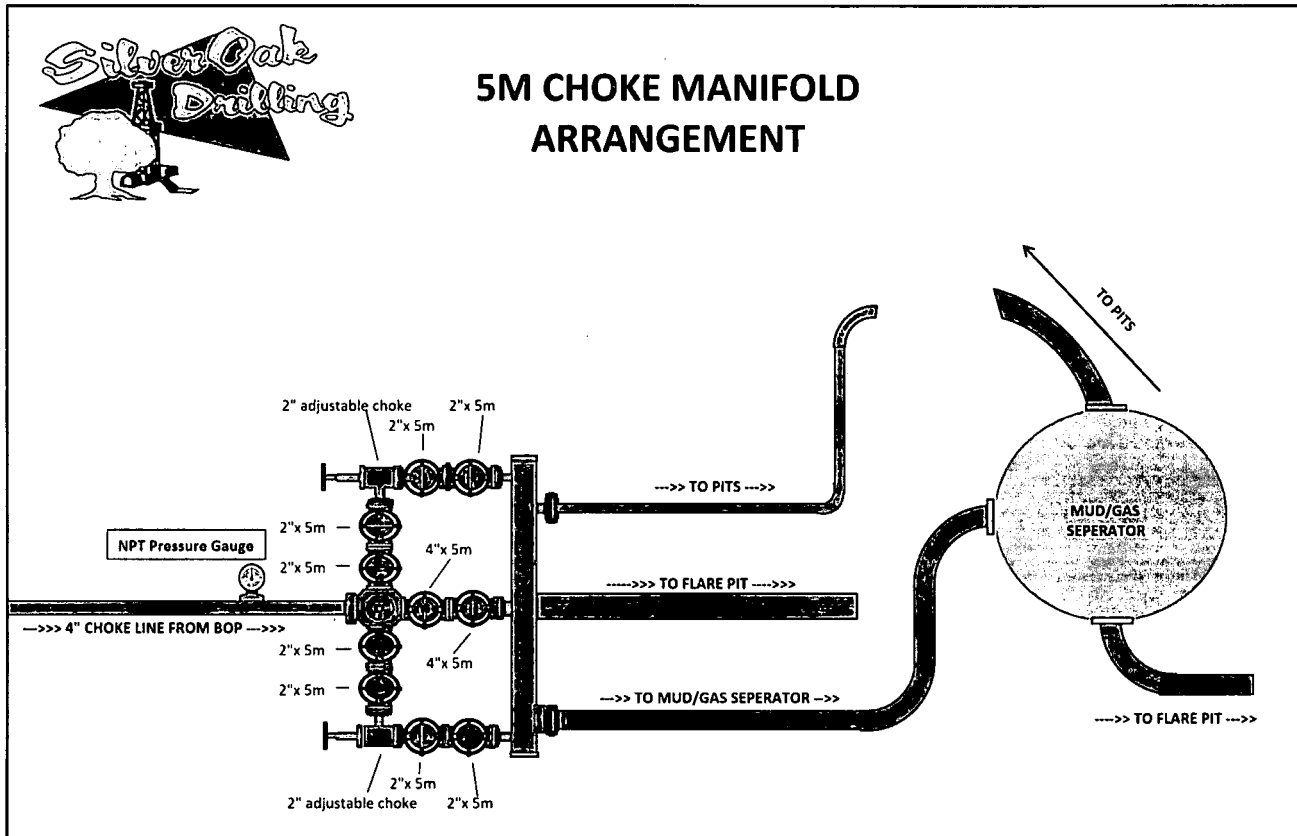 SilverOak
Drilling
5M CHOKE MANIFOLD
ARRANGEMENT
TO PITS
2" adjustable choke
2"x 5m
2"x 5m
--->> TO PITS --->>
MUD/GAS
SEPERATOR
2"x 5m
NPT Pressure Gauge
4"x 5m
2"x 5m
----->>> TO FLARE PIT ---->>>
--->>> 4" CHOKE LINE FROM BOP --->>>
2"x 5m
4"x 5m
2"x 5m
--->> TO MUD/GAS SEPERATOR -->>
---->> TO FLARE PIT --->>
2"x 5m
2" adjustable choke
2"x 5m